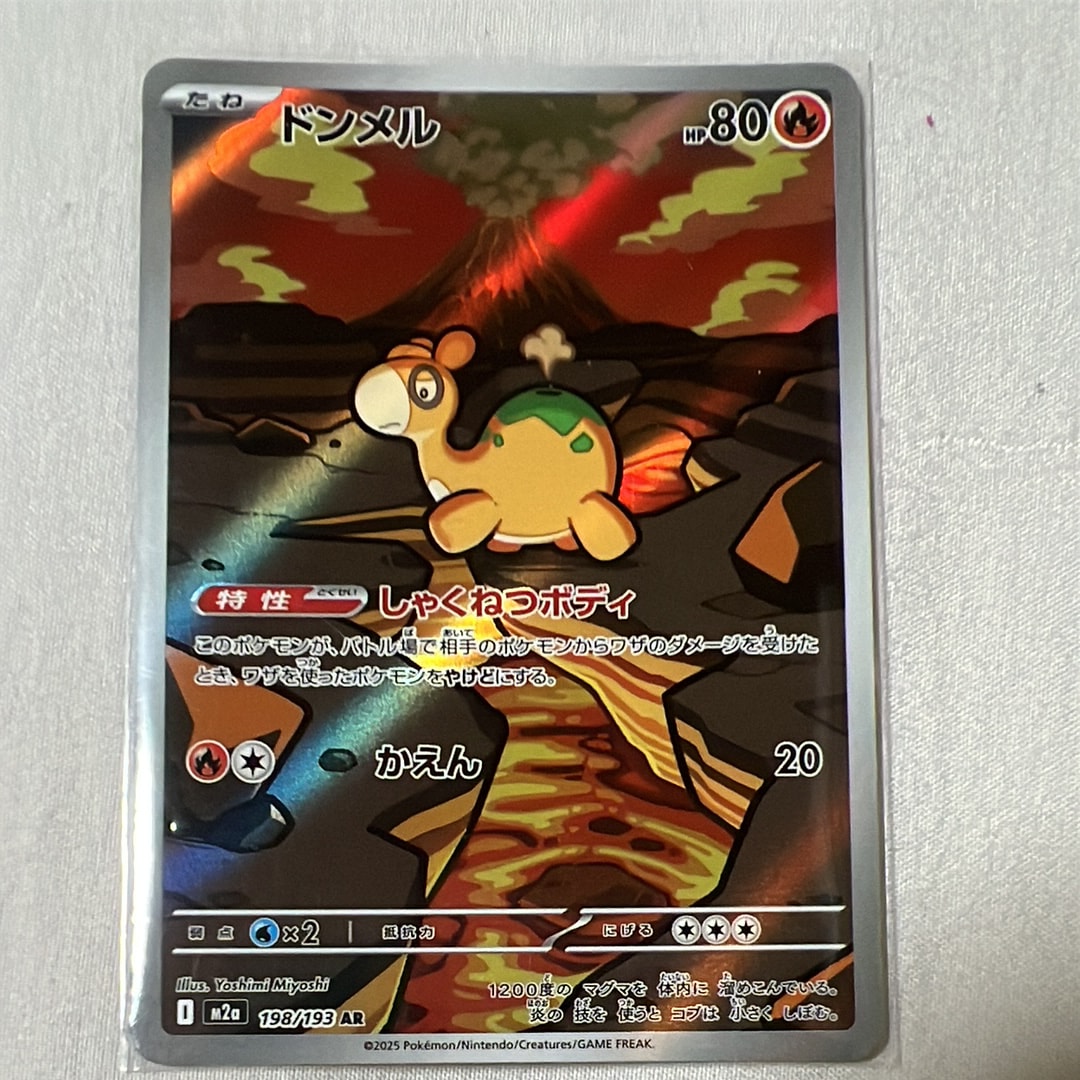 たね
ドンメル
HP80
特性 とくせい しゃくねつボディ
このポケモンが、バトル場で相手のポケモンからワザのダメージを受けた
とき、ワザを使ったポケモンをやけどにする。
かえん 20
弱点 ×2 抵抗力 にげる
Illus. Yoshimi Miyoshi
1200度の マグマを 体内に 溜めこんでいる。
炎の 技を 使うと コブは 小さく しぼむ。
I m2a 198/193 AR
©2025 Pokémon/Nintendo/Creatures/GAME FREAK.